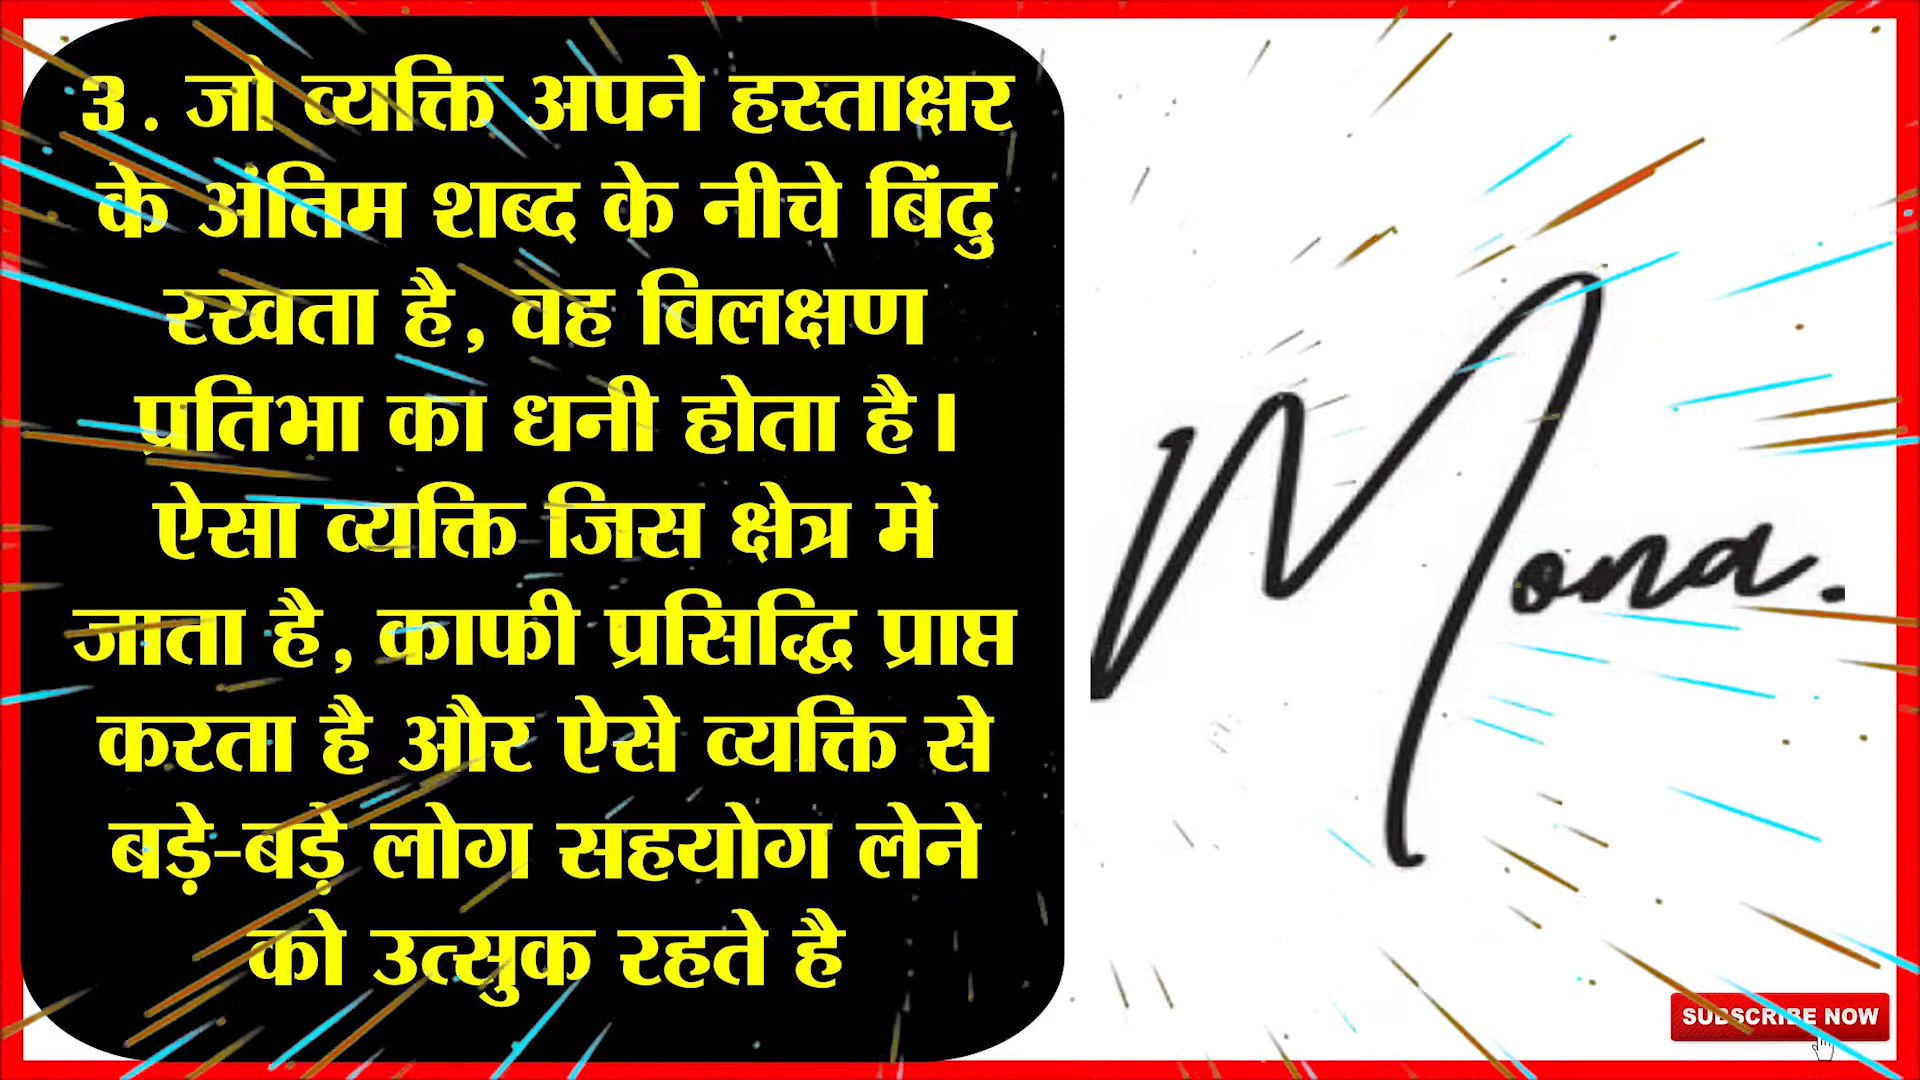 3. जो व्यक्ति अपने हस्ताक्षर
के अंतिम शब्द के नीचे बिंदु
रखता है, वह विलक्षण
प्रतिभा का धनी होता है।
ऐसा व्यक्ति जिस क्षेत्र में
जाता है, काफी प्रसिद्धि प्राप्त
करता है और ऐसे व्यक्ति से
बड़े-बड़े लोग सहयोग लेने
को उत्सुक रहते है
Mona.
SUBSCRIBE NOW